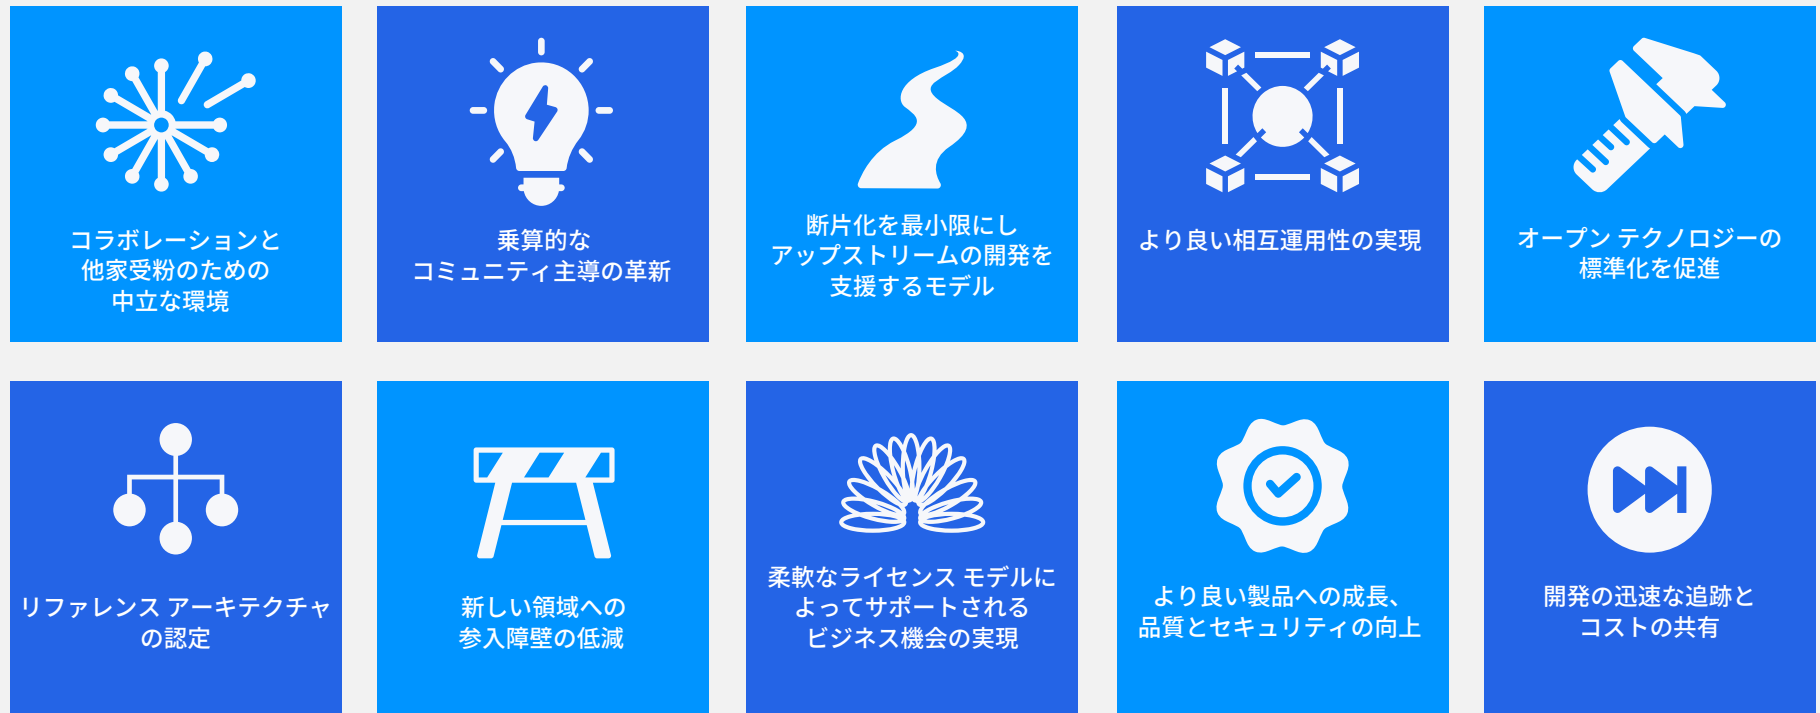 コラボレーションと
他家受粉のための
中立な環境
乗算的な
コミュニティ主導の革新
断片化を最小限にし
アップストリームの開発を
支援するモデル
より良い相互運用性の実現
オープン テクノロジーの
標準化を促進
リファレンス アーキテクチャ
の認定
新しい領域への
参入障壁の低減
柔軟なライセンス モデルに
よってサポートされる
ビジネス機会の実現
より良い製品への成長、
品質とセキュリティの向上
開発の迅速な追跡と
コストの共有